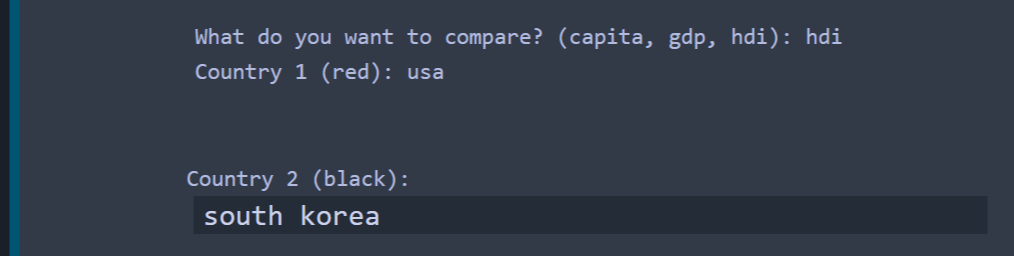 What do you want to compare? (capita, gdp, hdi): hdi
Country 1 (red): usa
Country 2 (black):
south korea